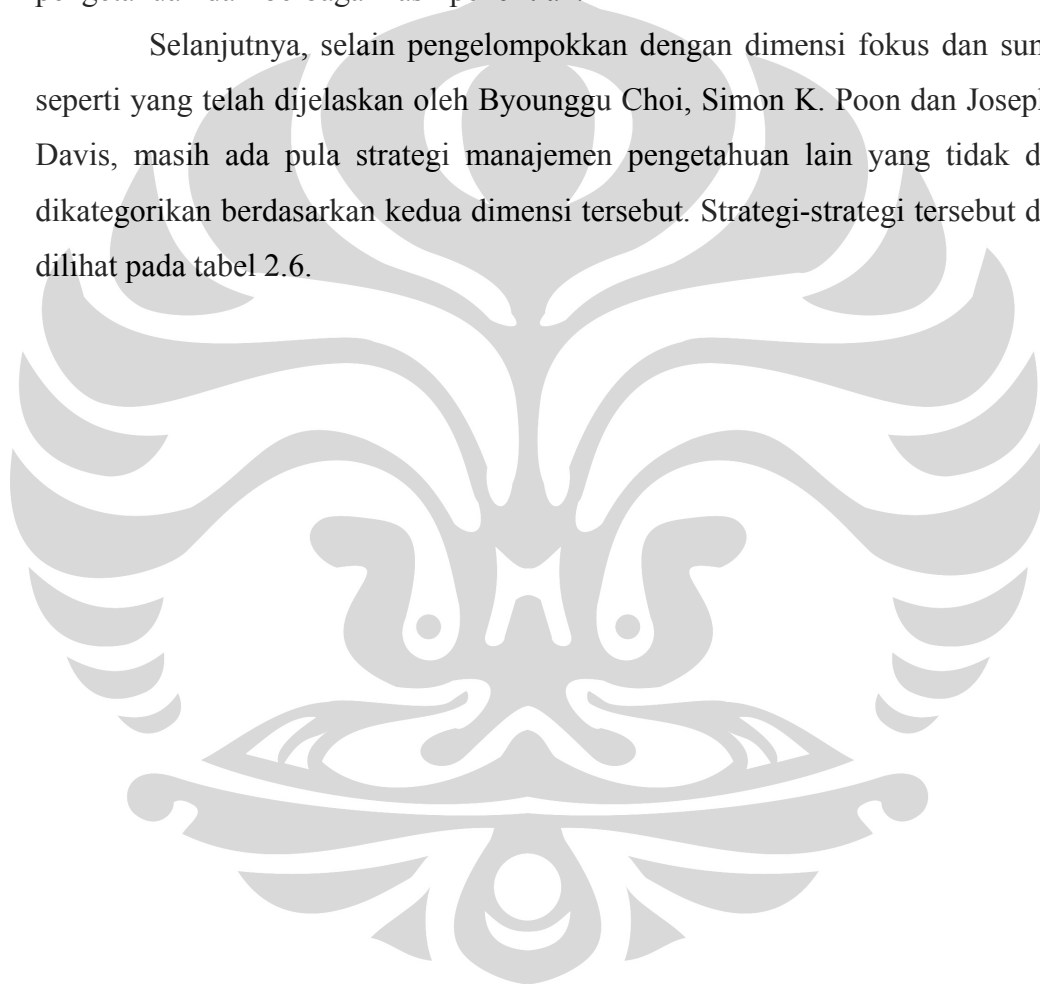 Selanjutnya, selain pengelompokkan dengan dimensi fokus dan
seperti yang telah dijelaskan oleh Byounggu Choi, Simon K. Poon dan
Davis, masih ada pula strategi manajemen pengetahuan lain yang tidak
dikategorikan berdasarkan kedua dimensi tersebut. Strategi-strategi tersebut
dilihat pada tabel 2.6.